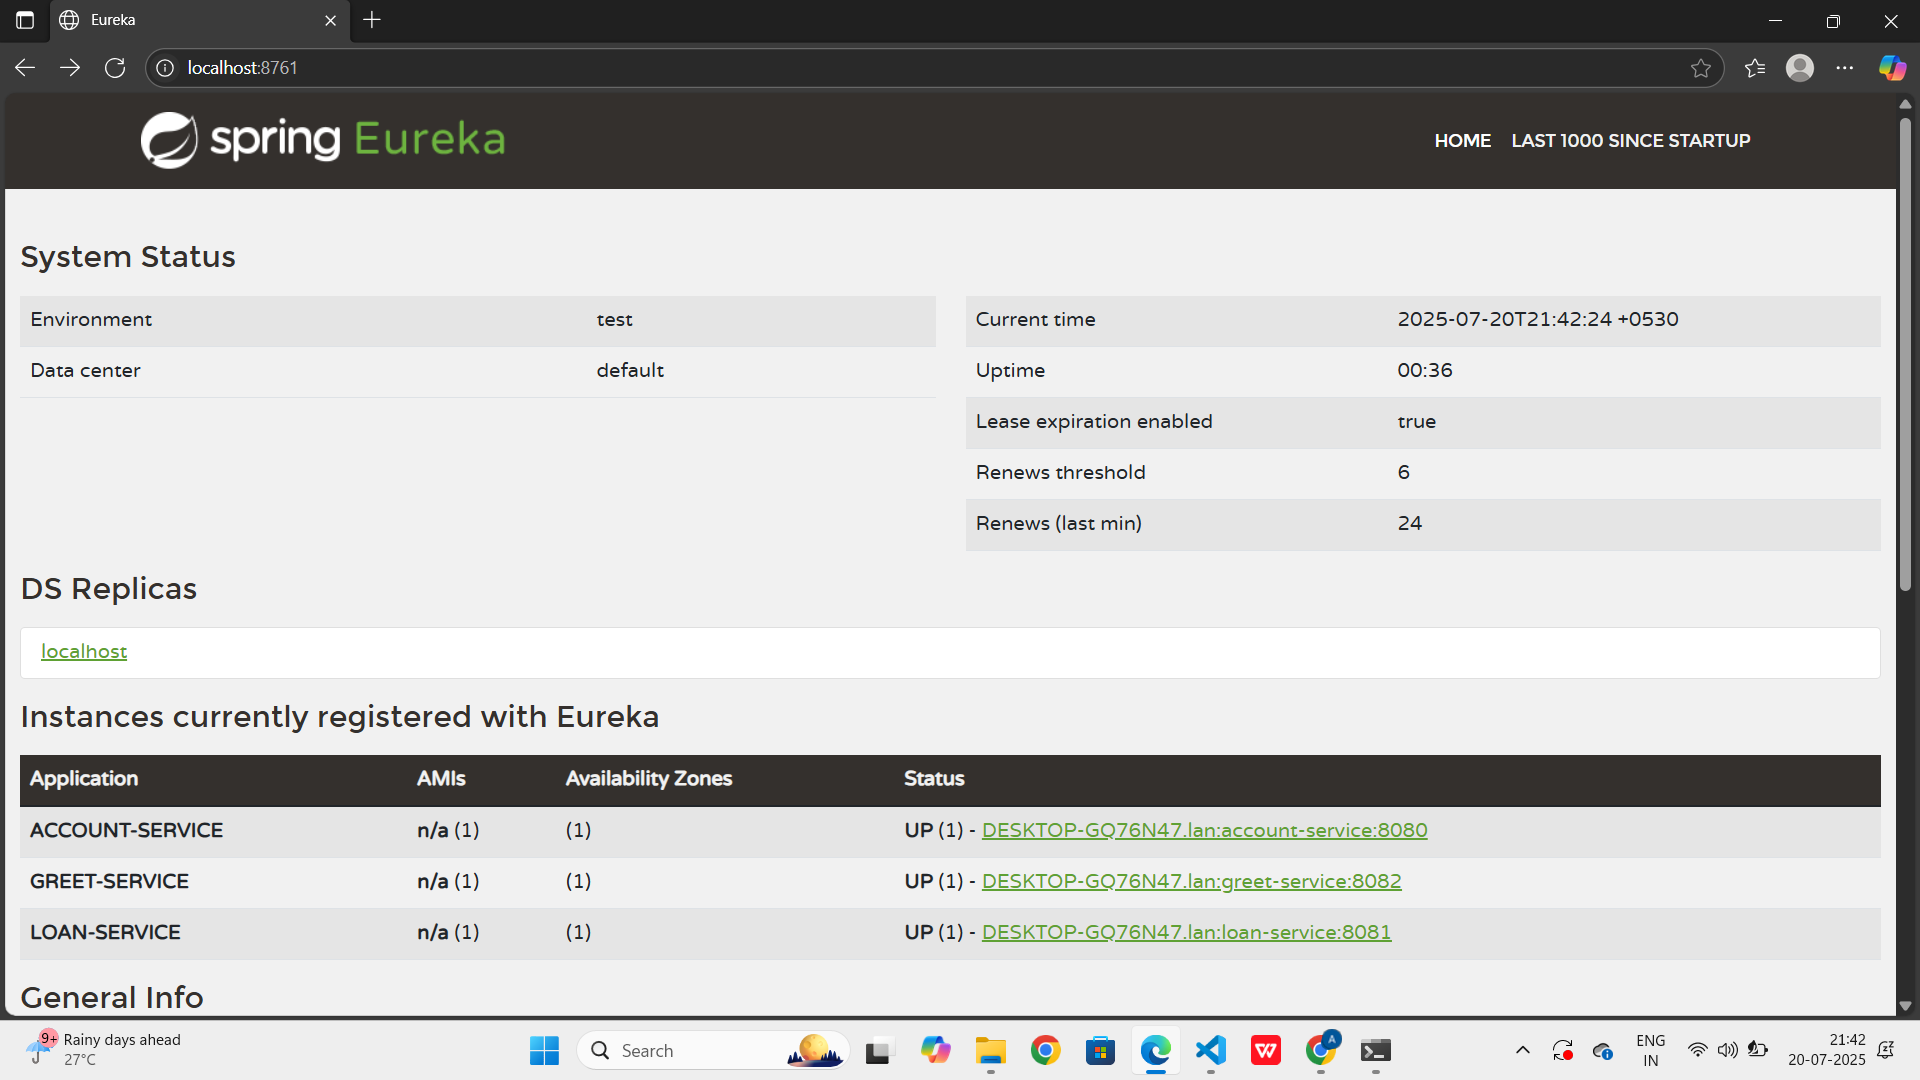 Eureka
localhost:8761
spring Eureka
HOME LAST 1000 SINCE STARTUP
System Status
Environment test
Data center default
Current time 2025-07-20T21:42:24 +0530
Uptime 00:36
Lease expiration enabled true
Renews threshold 6
Renews (last min) 24
DS Replicas
localhost
Instances currently registered with Eureka
Application AMIs Availability Zones Status
ACCOUNT-SERVICE n/a (1) (1) UP (1) - DESKTOP-GQ76N47.lan:account-service:8080
GREET-SERVICE n/a (1) (1) UP (1) - DESKTOP-GQ76N47.lan:greet-service:8082
LOAN-SERVICE n/a (1) (1) UP (1) - DESKTOP-GQ76N47.lan:loan-service:8081
General Info
9+ Rainy days ahead
27°C
Search
A
ENG
IN
21:42
20-07-2025